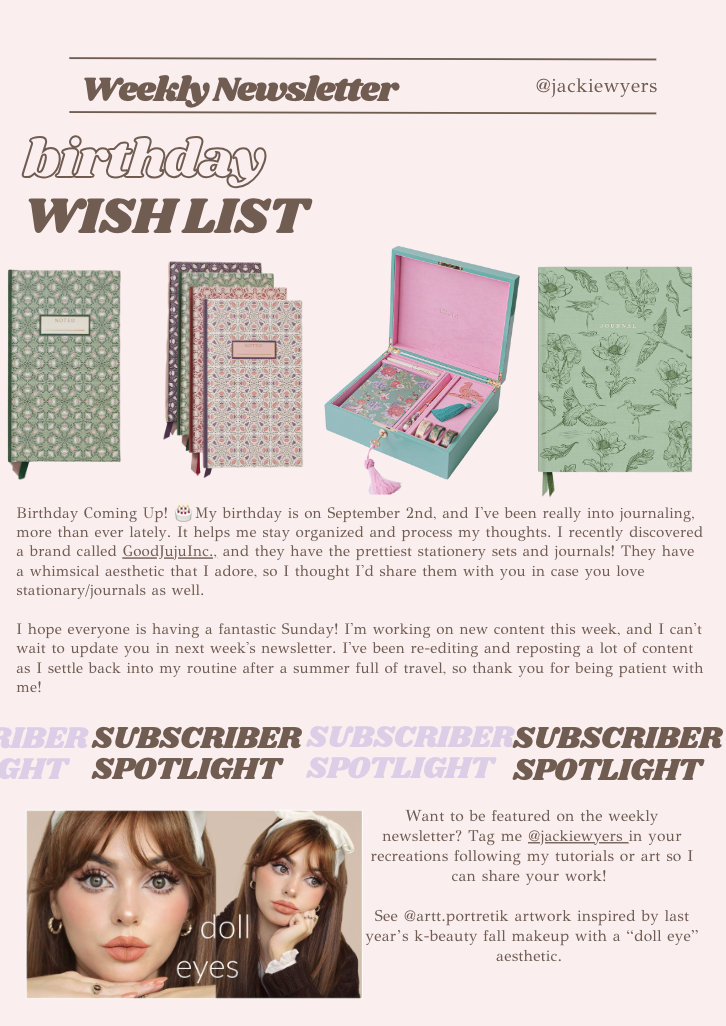 Weekly Newsletter
@jackiewyers
birthday
WISH LIST
NOTES
NOTES
JOURNAL
Birthday Coming Up! 🎂My birthday is on September 2nd, and I've been really into journaling,
more than ever lately. It helps me stay organized and process my thoughts. I recently discovered
a brand called GoodJujuInc., and they have the prettiest stationery sets and journals! They have
a whimsical aesthetic that I adore, so I thought I'd share them with you in case you love
stationary/journals as well.
I hope everyone is having a fantastic Sunday! I'm working on new content this week, and I can't
wait to update you in next week's newsletter. I've been re-editing and reposting a lot of content
as I settle back into my routine after a summer full of travel, so thank you for being patient with
me!
RIBER SUBSCRIBER SUBSCRIBER SUBSCRIBER
GHT SPOTLIGHT SPOTLIGHT SPOTLIGHT
doll
eyes
Want to be featured on the weekly
newsletter? Tag me @jackiewyers in your
recreations following my tutorials or art so I
can share your work!
See @artt.portretik artwork inspired by last
year's k-beauty fall makeup with a “doll eye”
aesthetic.